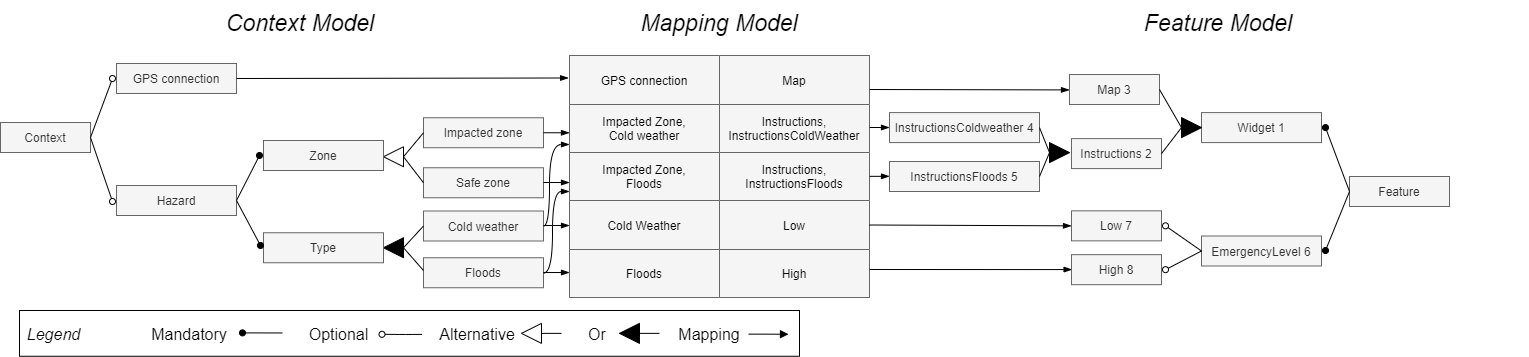 Context Model
Mapping Model
Feature Model
GPS connection
GPS connection
Map
Map 3
Context
Impacted zone
Impacted Zone,
Cold weather
Instructions,
InstructionsColdWeather
InstructionsColdweather 4
Widget 1
Zone
Instructions 2
Safe zone
Impacted Zone,
Floods
Instructions,
InstructionsFloods
InstructionsFloods 5
Feature
Hazard
Cold weather
Cold Weather
Low
Low 7
Type
EmergencyLevel 6
Floods
Floods
High
High 8
Legend Mandatory Optional Alternative Or Mapping